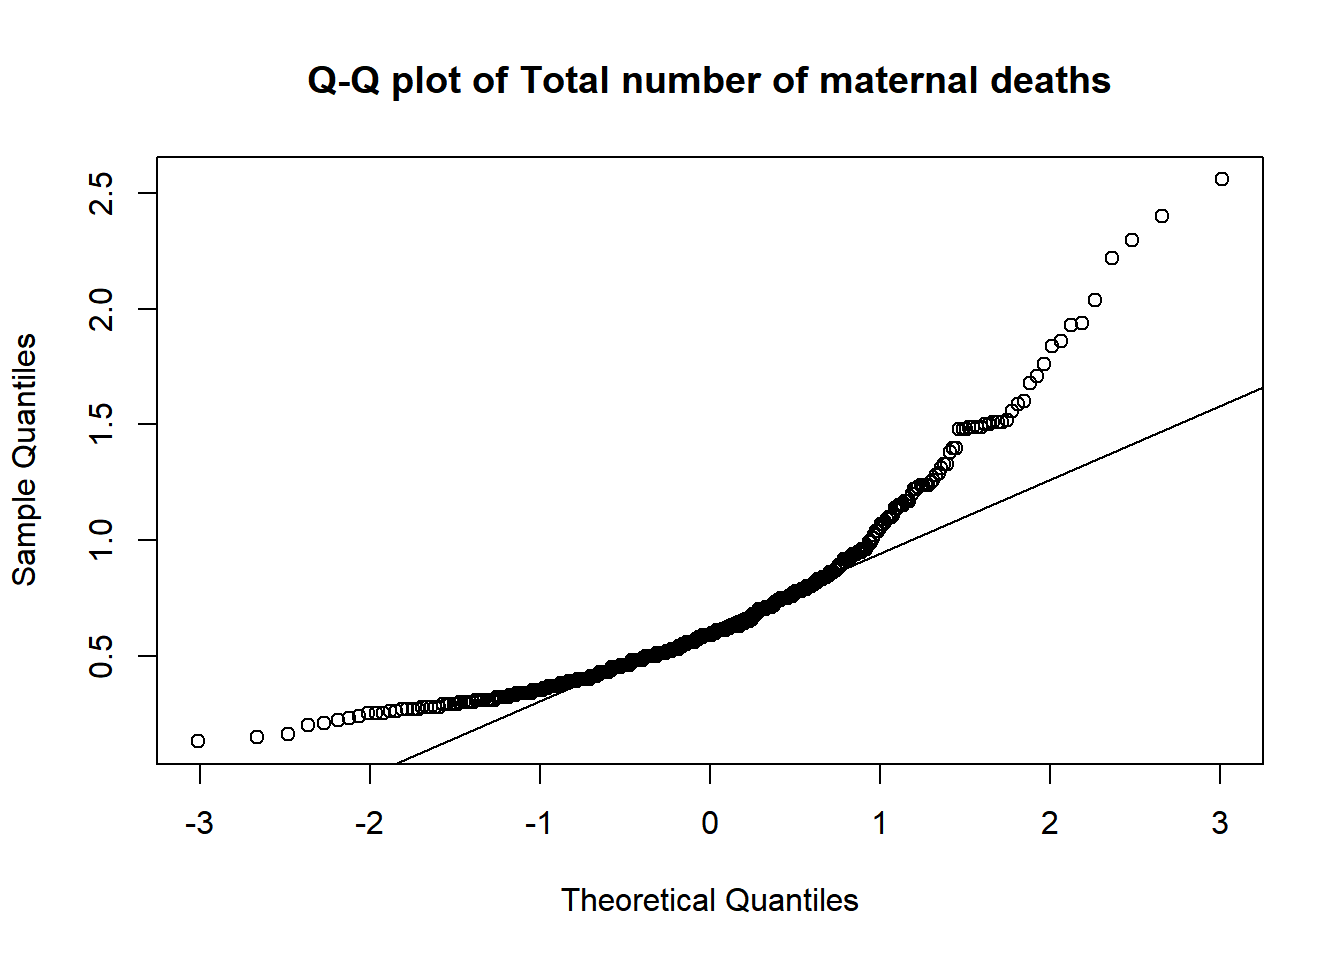 Q-Q plot of Total number of maternal deaths
Sample Quantiles
2.5
2.0
1.5
1.0
0.5
-3 -2 -1 0 1 2 3
Theoretical Quantiles